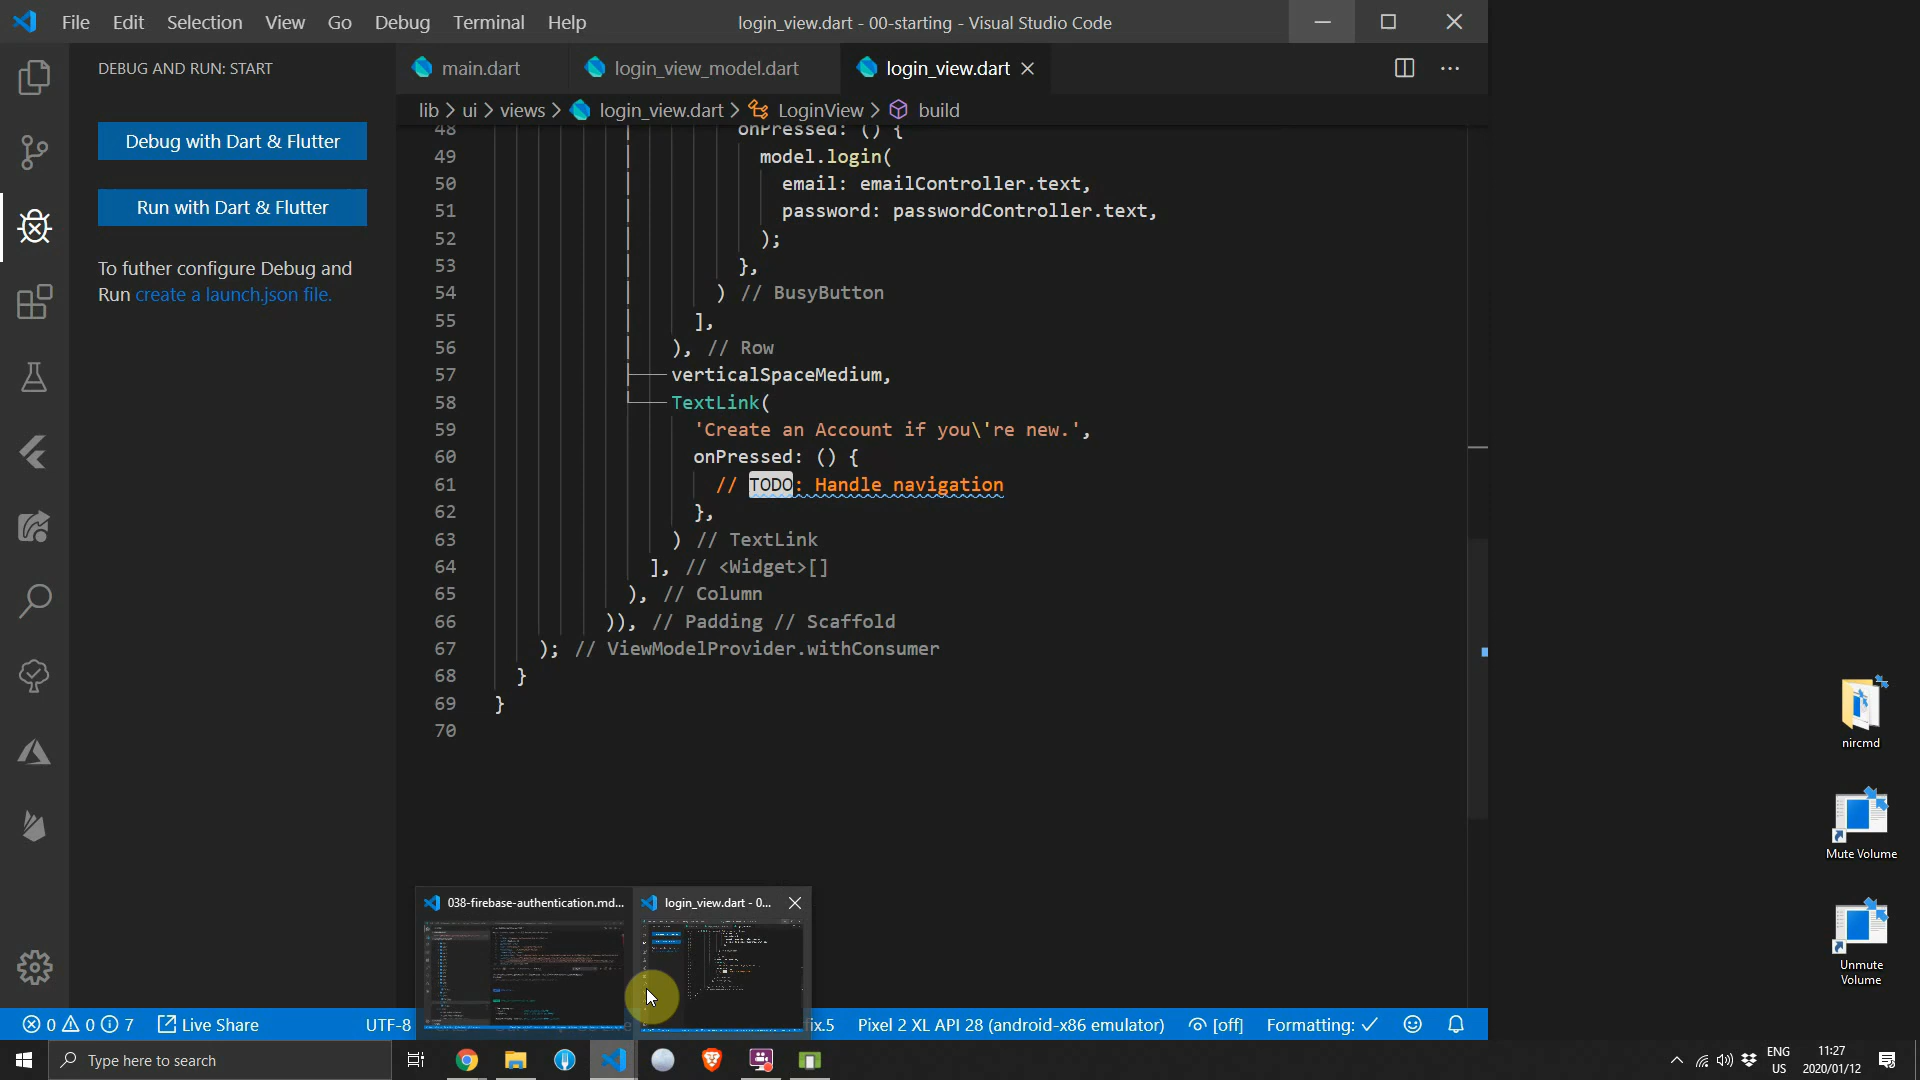 File Edit Selection View Go Debug Terminal Help
login_view.dart - 00-starting - Visual Studio Code
DEBUG AND RUN: START
Debug with Dart & Flutter
Run with Dart & Flutter
To futher configure Debug and
Run create a launch.json file.
main.dart login_view_model.dart login_view.dart
lib > ui > views > login_view.dart > LoginView > build
48 onPressed: () {
49 model.login(
50 email: emailController.text,
51 password: passwordController.text,
52 );
53 },
54 ) // BusyButton
55 ],
56 ), // Row
57 verticalSpaceMedium,
58 TextLink(
59 'Create an Account if you\'re new.',
60 onPressed: () {
61 // TODO: Handle navigation
62 },
63 ) // TextLink
64 ], // <Widget>[]
65 ), // Column
66 )), // Padding // Scaffold
67 ); // ViewModelProvider.withConsumer
68 }
69 }
70
038-firebase-authentication.md... login_view.dart - 0...
0 0 7 Live Share UTF-8 ix.5 Pixel 2 XL API 28 (android-x86 emulator) [off] Formatting: ✓
nircmd
Mute Volume
Unmute
Volume
Type here to search
ENG
US
11:27
2020/01/12